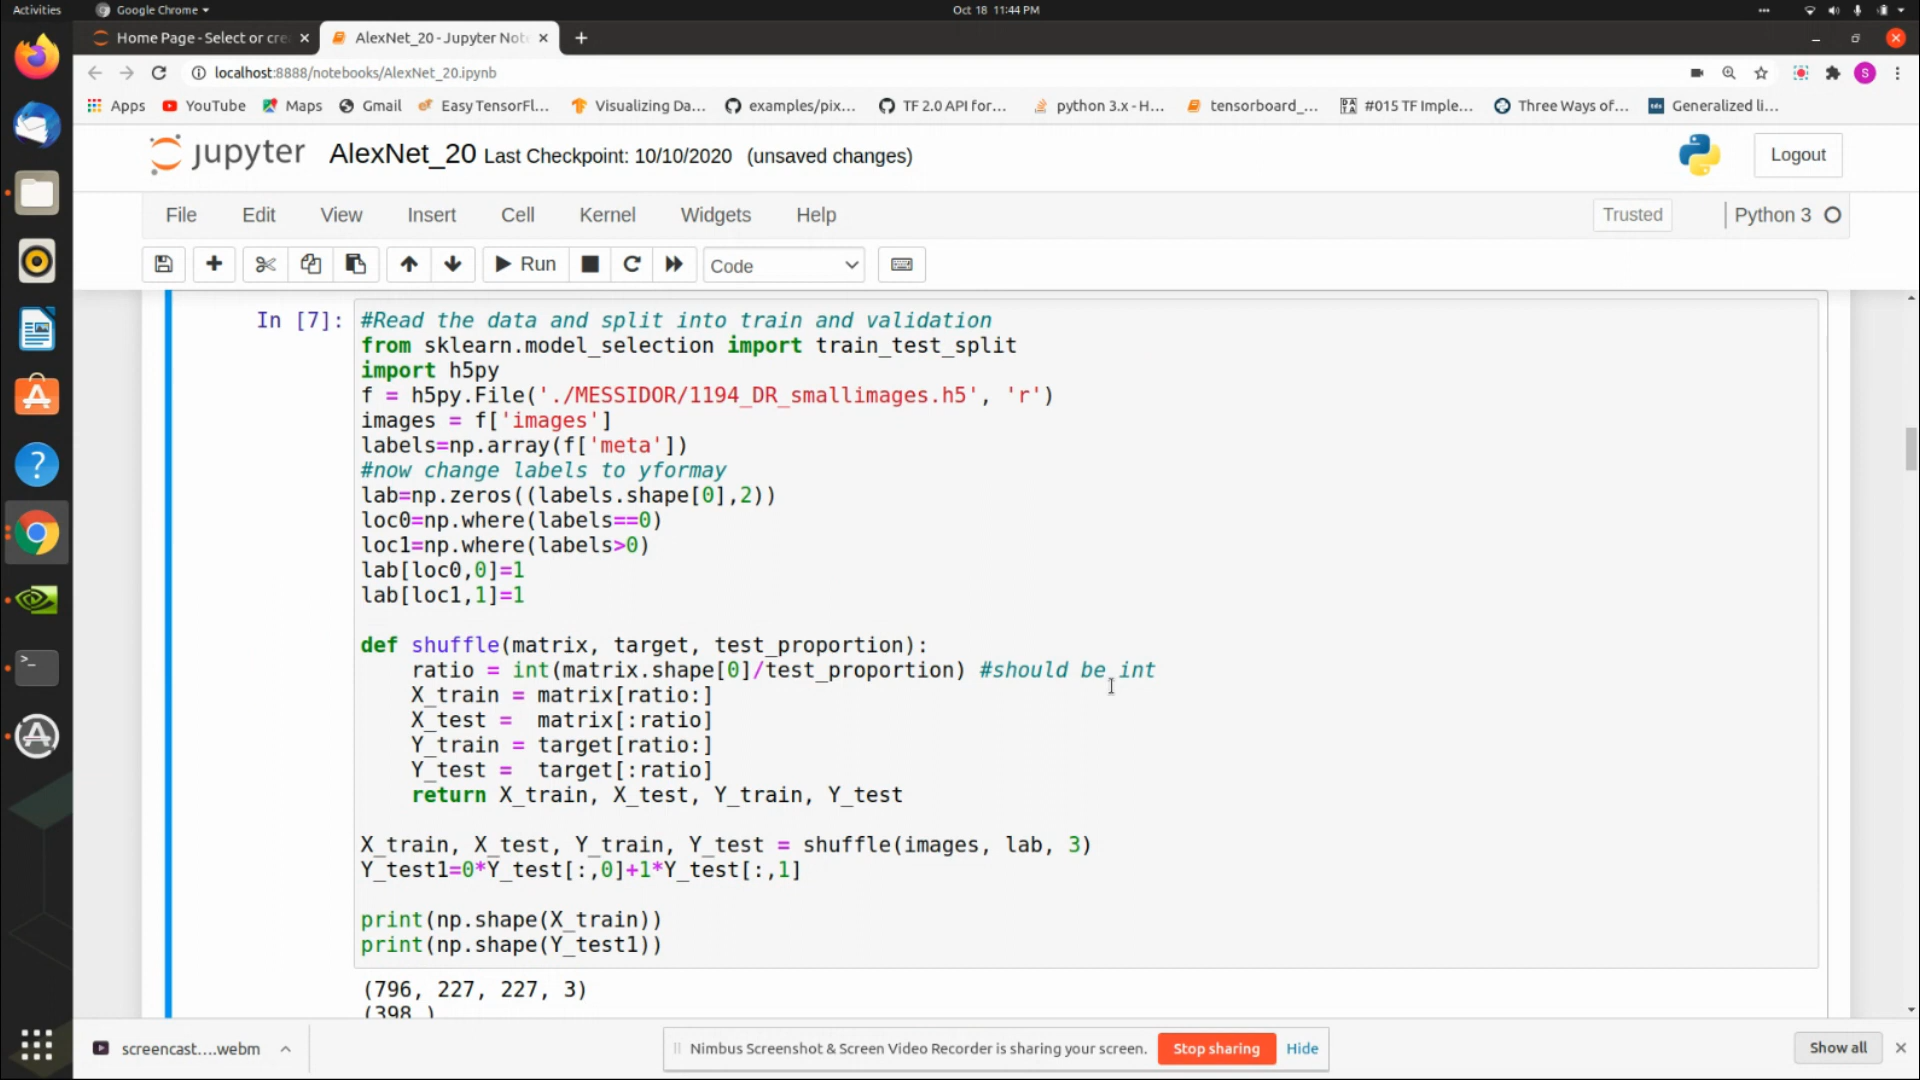 Activities
Google Chrome
Oct 18 11:44 PM
Home Page - Select or cre
AlexNet_20 - Jupyter Note
localhost:8888/notebooks/AlexNet_20.ipynb
S
Apps
YouTube
Maps
Gmail
Easy TensorFl...
Visualizing Da...
examples/pix...
TF 2.0 API for...
python 3.x - H...
tensorboard_...
#015 TF Imple...
Three Ways of...
Generalized li...
jupyter
AlexNet_20 Last Checkpoint: 10/10/2020 (unsaved changes)
Logout
File Edit View Insert Cell Kernel Widgets Help
Trusted
Python 3
Run
Code
In [7]:
#Read the data and split into train and validation
from sklearn.model_selection import train_test_split
import h5py
f = h5py.File('./MESSIDOR/1194_DR_smallimages.h5', 'r')
images = f['images']
labels=np.array(f['meta'])
#now change labels to yformay
lab=np.zeros((labels.shape[0],2))
loc0=np.where(labels==0)
loc1=np.where(labels>0)
lab[loc0,0]=1
lab[loc1,1]=1
def shuffle(matrix, target, test_proportion):
    ratio = int(matrix.shape[0]/test_proportion) #should be int
    X_train = matrix[ratio:]
    X_test =  matrix[:ratio]
    Y_train = target[ratio:]
    Y_test =  target[:ratio]
    return X_train, X_test, Y_train, Y_test
X_train, X_test, Y_train, Y_test = shuffle(images, lab, 3)
Y_test1=0*Y_test[:,0]+1*Y_test[:,1]
print(np.shape(X_train))
print(np.shape(Y_test1))
(796, 227, 227, 3)
(398,)
screencast....webm
Nimbus Screenshot & Screen Video Recorder is sharing your screen.
Stop sharing
Hide
Show all